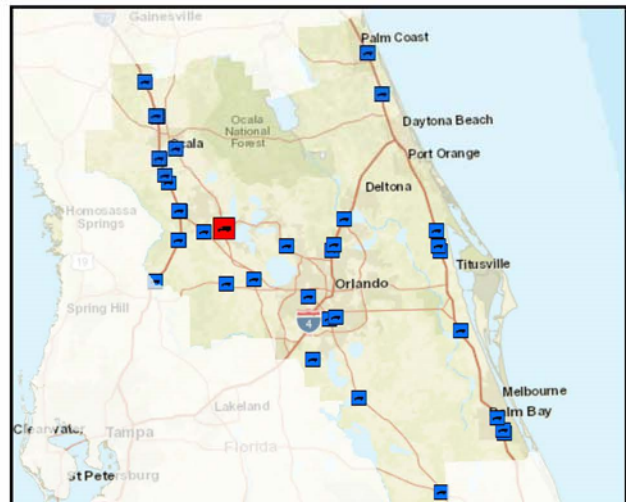 Gainesville
75
Palm Coast
Ocala
National
Forest
Daytona Beach
Ocala
Port Orange
Deltona
Homosassa
Springs
19
Titusville
Orlando
Spring Hill
4
Melbourne
Palm Bay
Lakeland
Clearwater
Tampa
Florida
St Petersburg